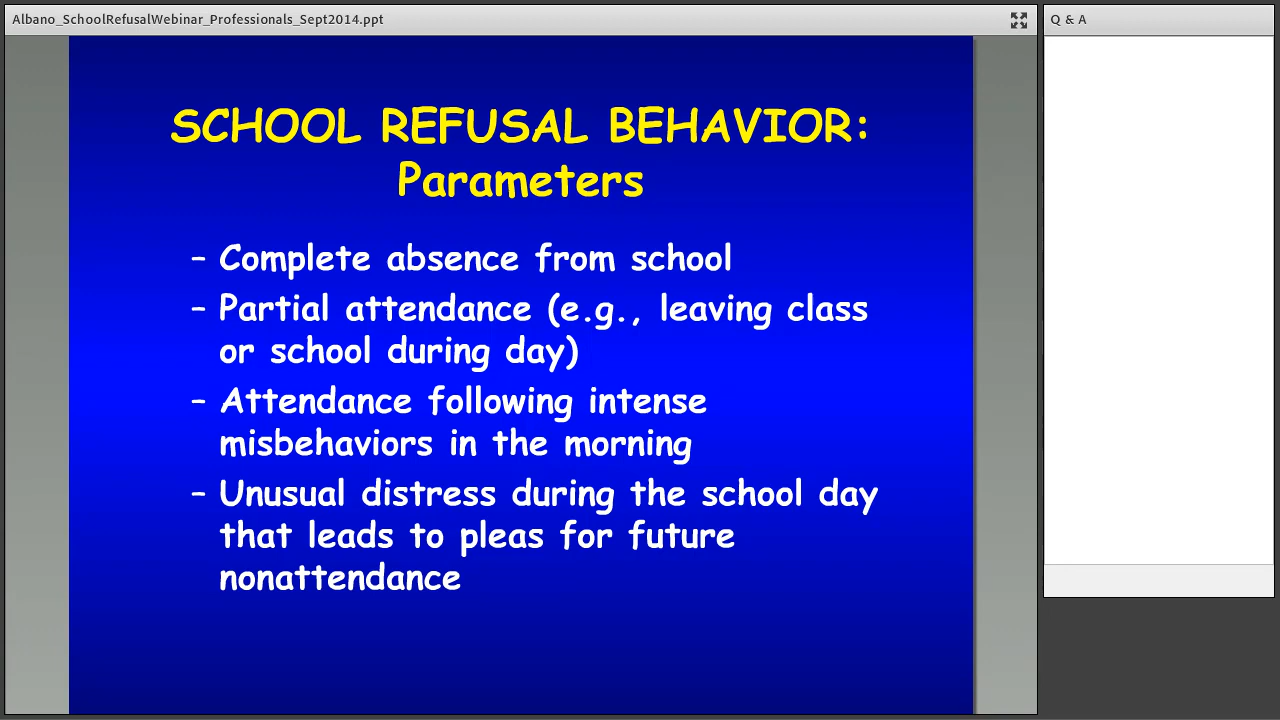 Albano_SchoolRefusalWebinar_Professionals_Sept2014.ppt
Q & A
SCHOOL REFUSAL BEHAVIOR:
Parameters
– Complete absence from school
– Partial attendance (e.g., leaving class
or school during day)
– Attendance following intense
misbehaviors in the morning
– Unusual distress during the school day
that leads to pleas for future
nonattendance